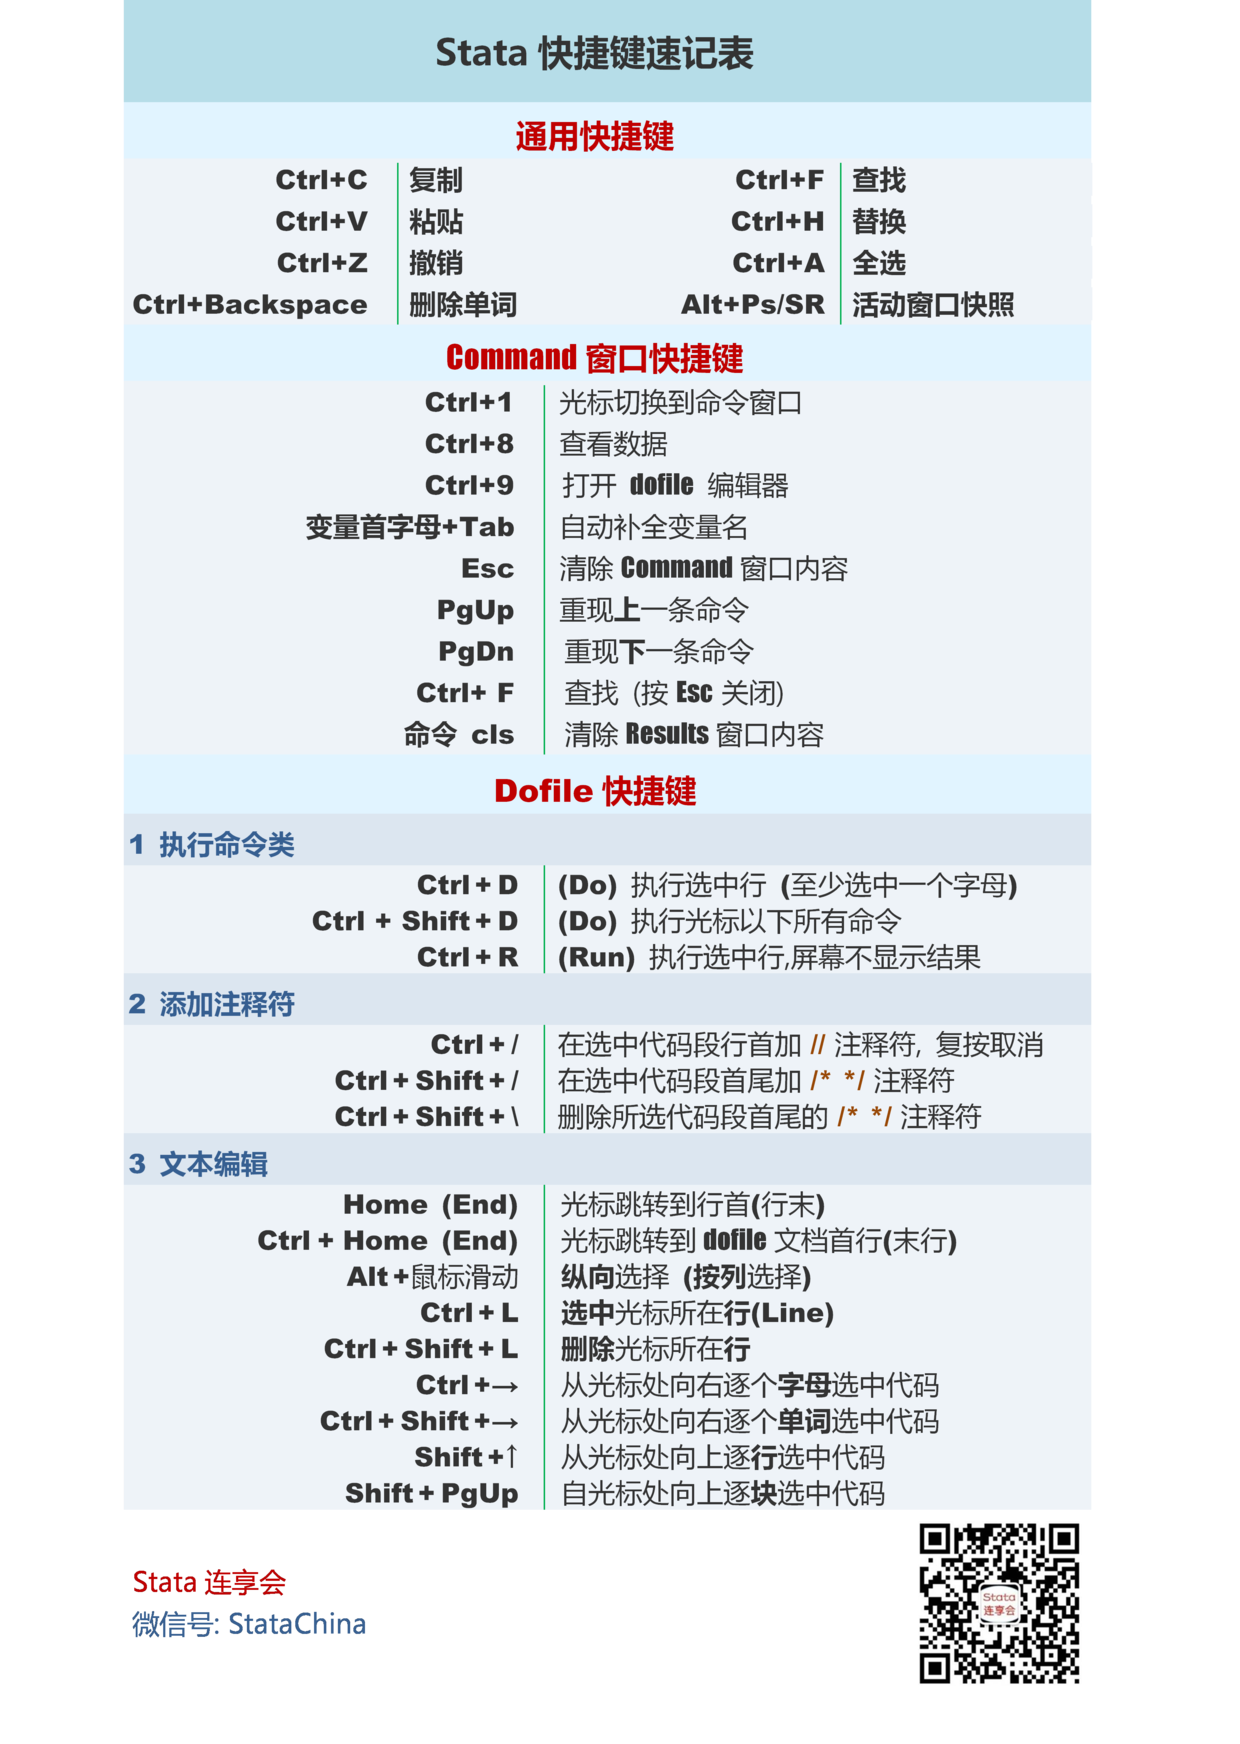 Stata 快捷键速记表
通用快捷键
Ctrl+C 复制 Ctrl+F 查找
Ctrl+V 粘贴 Ctrl+H 替换
Ctrl+Z 撤销 Ctrl+A 全选
Ctrl+Backspace 删除单词 Alt+Ps/SR 活动窗口快照
Command 窗口快捷键
Ctrl+1 光标切换到命令窗口
Ctrl+8 查看数据
Ctrl+9 打开 dofile 编辑器
变量首字母+Tab 自动补全变量名
Esc 清除 Command 窗口内容
PgUp 重现上一条命令
PgDn 重现下一条命令
Ctrl+ F 查找 (按 Esc 关闭)
命令 cls 清除 Results 窗口内容
Dofile 快捷键
1 执行命令类
Ctrl + D (Do) 执行选中行 (至少选中一个字母)
Ctrl + Shift + D (Do) 执行光标以下所有命令
Ctrl + R (Run) 执行选中行,屏幕不显示结果
2 添加注释符
Ctrl + / 在选中代码段行首加 // 注释符, 复按取消
Ctrl + Shift + / 在选中代码段首尾加 /* */ 注释符
Ctrl + Shift + \ 删除所选代码段首尾的 /* */ 注释符
3 文本编辑
Home (End) 光标跳转到行首(行末)
Ctrl + Home (End) 光标跳转到 dofile 文档首行(末行)
Alt +鼠标滑动 纵向选择 (按列选择)
Ctrl + L 选中光标所在行(Line)
Ctrl + Shift + L 删除光标所在行
Ctrl +→ 从光标处向右逐个字母选中代码
Ctrl + Shift +→ 从光标处向右逐个单词选中代码
Shift +↑ 从光标处向上逐行选中代码
Shift + PgUp 自光标处向上逐块选中代码
Stata 连享会
微信号: StataChina
Stata
连享会